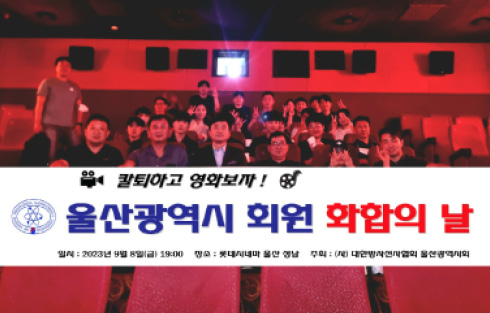 칼퇴하고 영화보자 !
울산광역시 회원 화합의 날
일시 : 2023년 9월 8일(금) 19:00 장소 : 롯데시네마 울산 성남 주최 : (사) 대한방사선사협회 울산광역시회